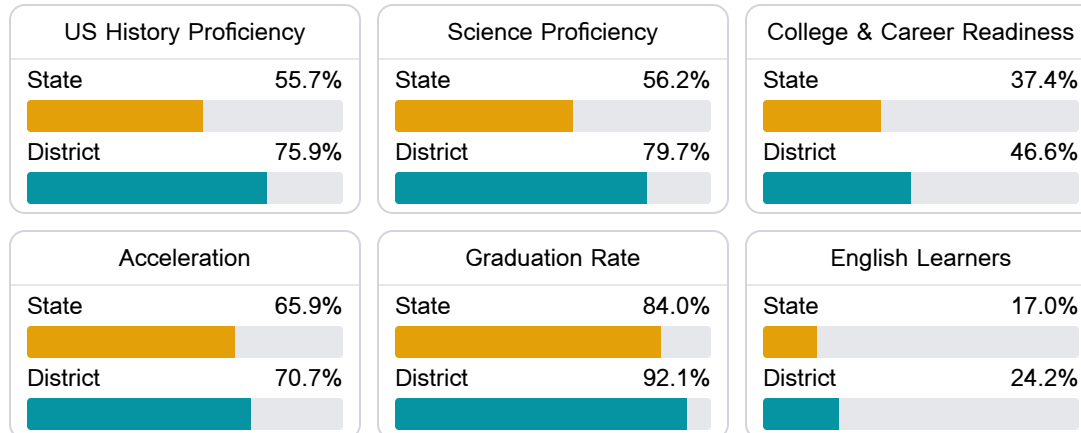 US History Proficiency
State 55.7%
District 75.9%
Science Proficiency
State 56.2%
District 79.7%
College & Career Readiness
State 37.4%
District 46.6%
Acceleration
State 65.9%
District 70.7%
Graduation Rate
State 84.0%
District 92.1%
English Learners
State 17.0%
District 24.2%